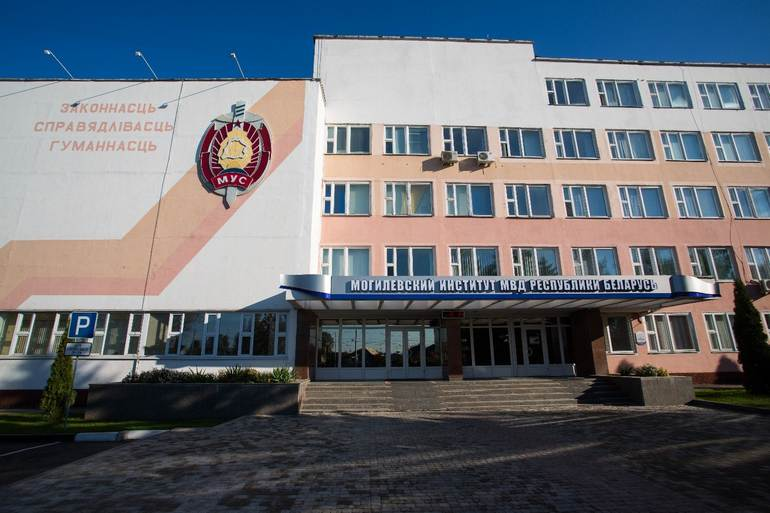 ЗАКОННАСЦЬ
СПРАВЯДЛІВАСЦЬ
ГУМАННАСЦЬ
МУС
МОГИЛЕВСКИЙ ИНСТИТУТ МВД РЕСПУБЛИКИ БЕЛАРУСЬ
P